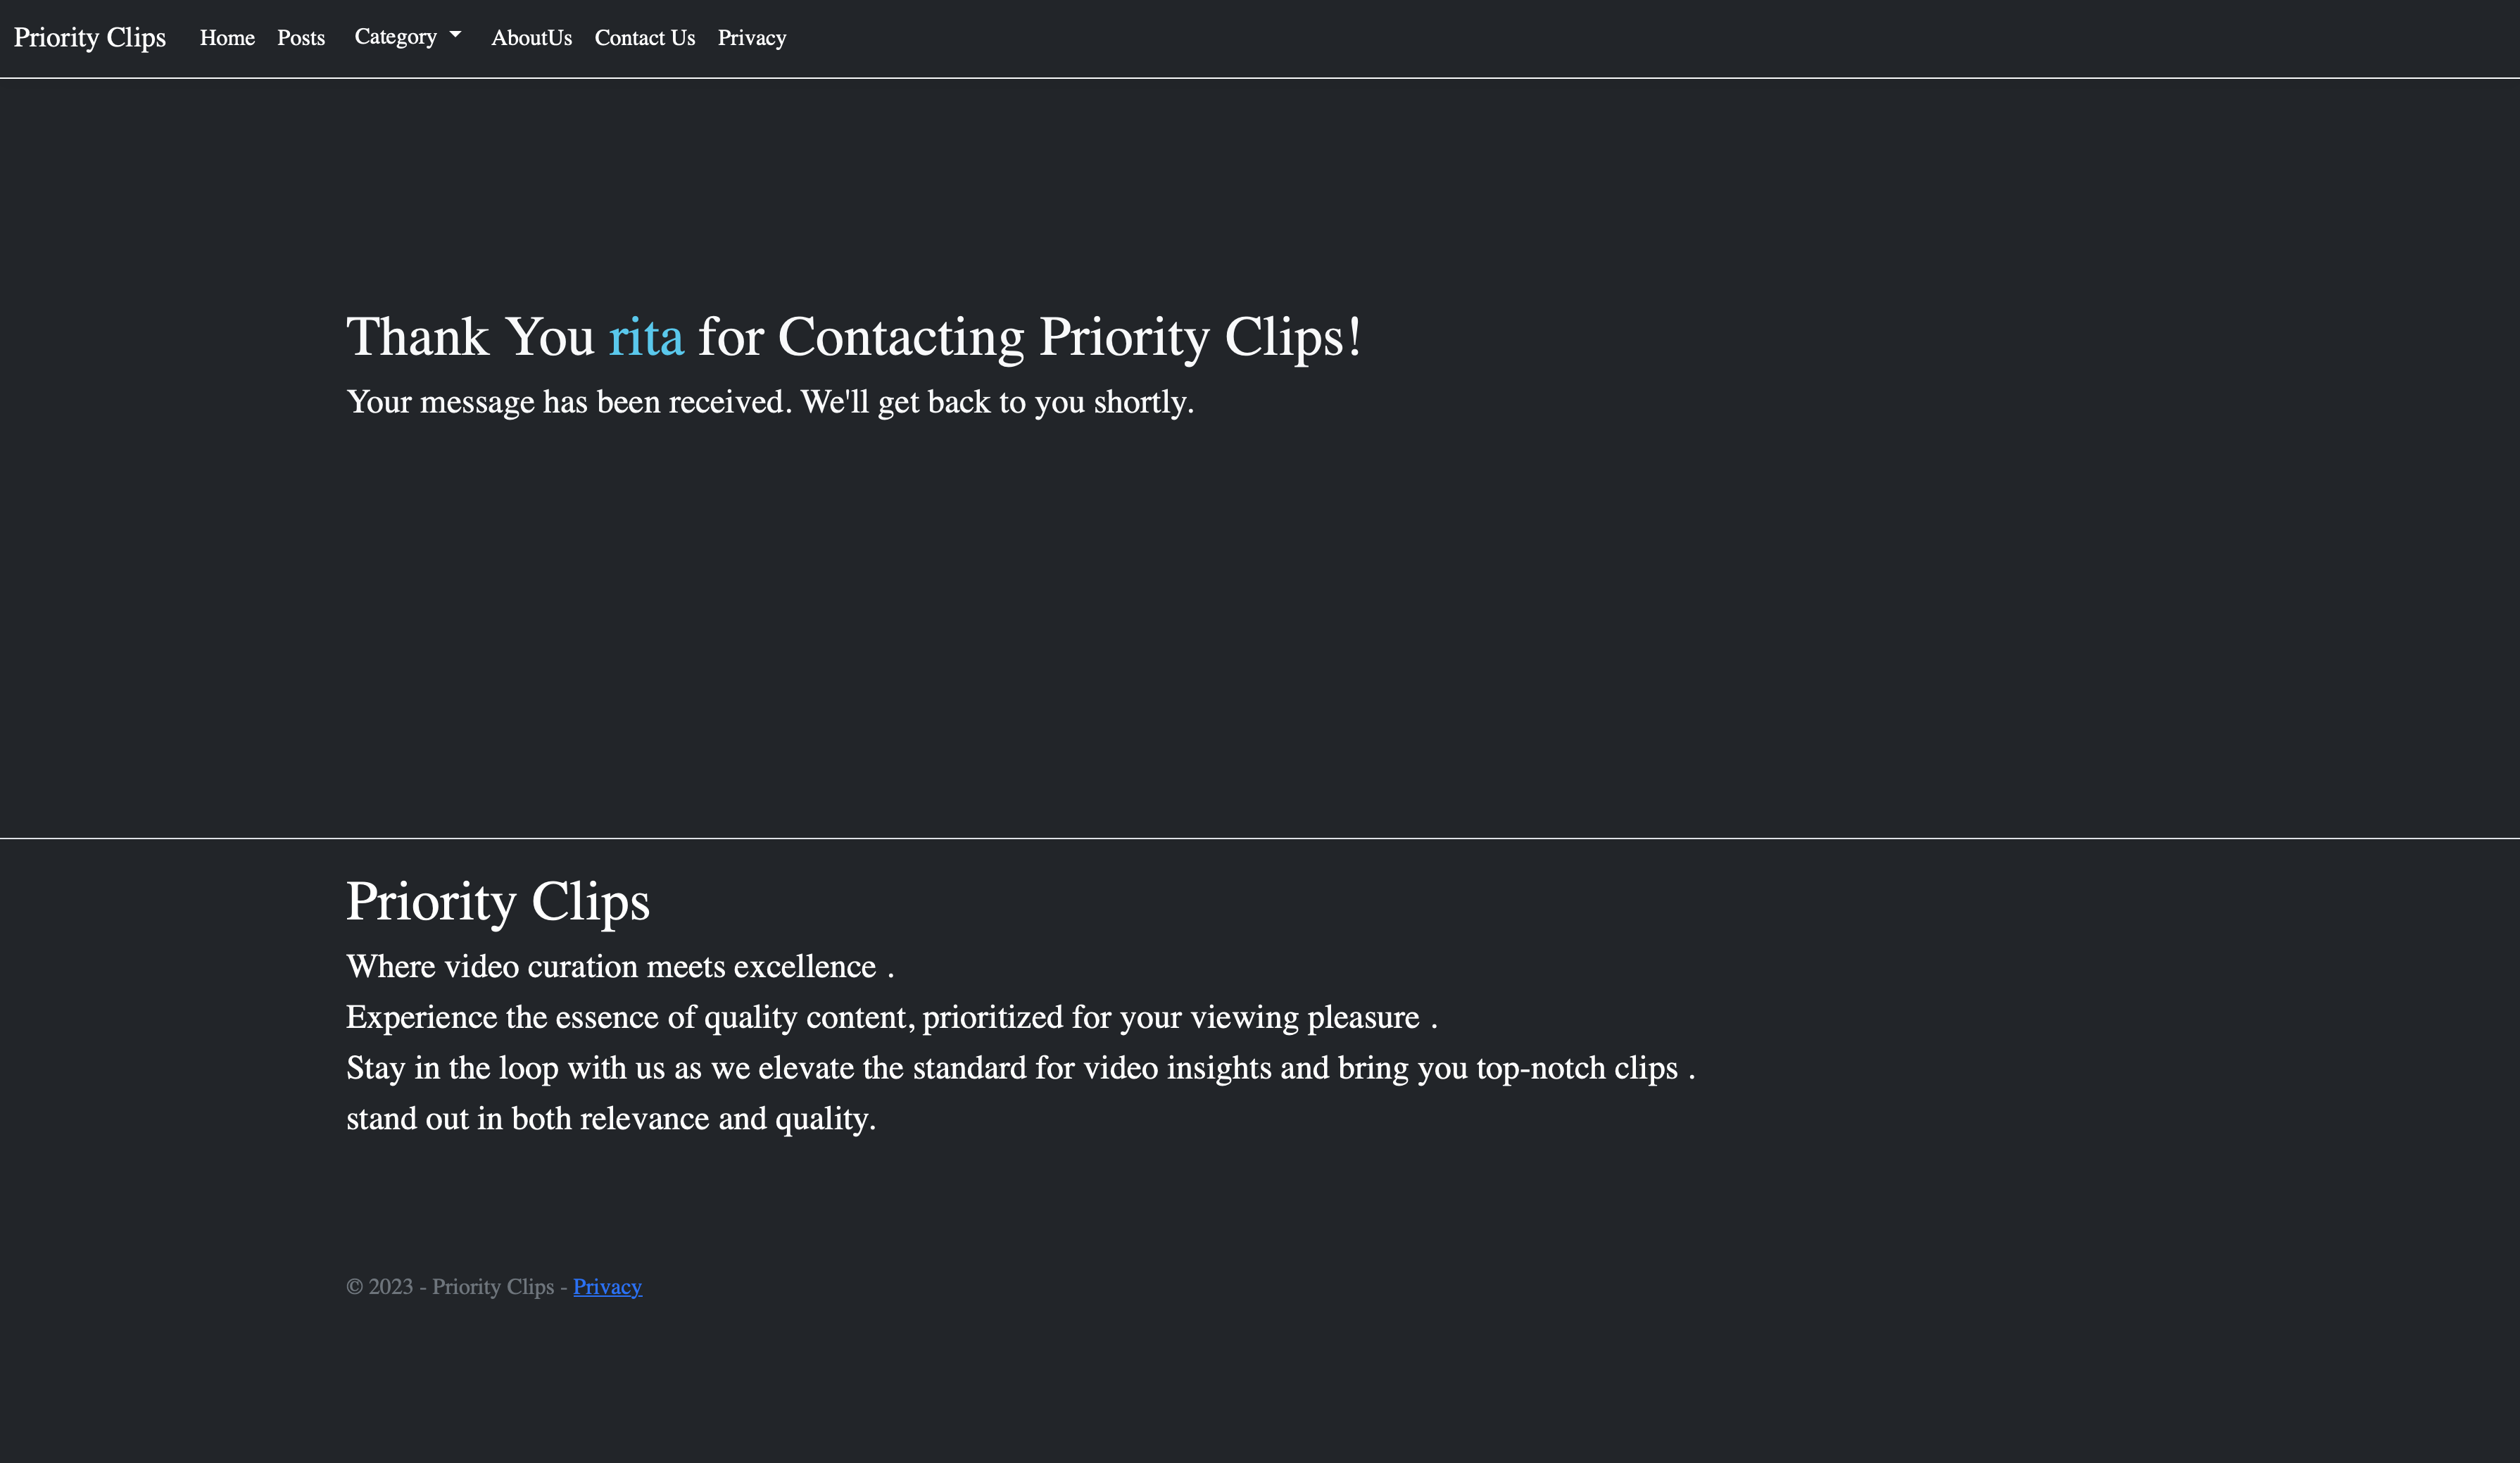 Priority Clips Home Posts Category AboutUs Contact Us Privacy
Thank You rita for Contacting Priority Clips!
Your message has been received. We'll get back to you shortly.
Priority Clips
Where video curation meets excellence .
Experience the essence of quality content, prioritized for your viewing pleasure .
Stay in the loop with us as we elevate the standard for video insights and bring you top-notch clips .
stand out in both relevance and quality.
© 2023 - Priority Clips - Privacy